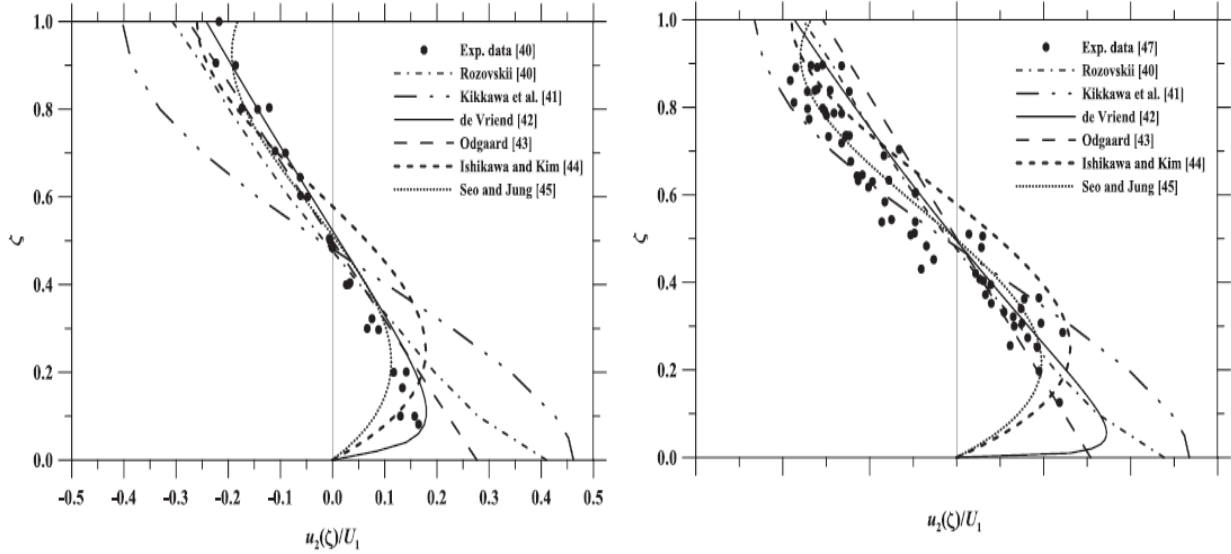 1.0
0.8
0.6
0.4
0.2
0.0
ζ
Exp. data [40]
Rozovskii [40]
Kikkawa et al. [41]
de Vriend [42]
Odgaard [43]
Ishikawa and Kim [44]
Seo and Jung [45]
-0.5 -0.4 -0.3 -0.2 -0.1 0.0 0.1 0.2 0.3 0.4 0.5
u₂(ζ)/U₁
1.0
0.8
0.6
0.4
0.2
0.0
ζ
Exp. data [47]
Rozovskii [40]
Kikkawa et al. [41]
de Vriend [42]
Odgaard [43]
Ishikawa and Kim [44]
Seo and Jung [45]
u₂(ζ)/U₁